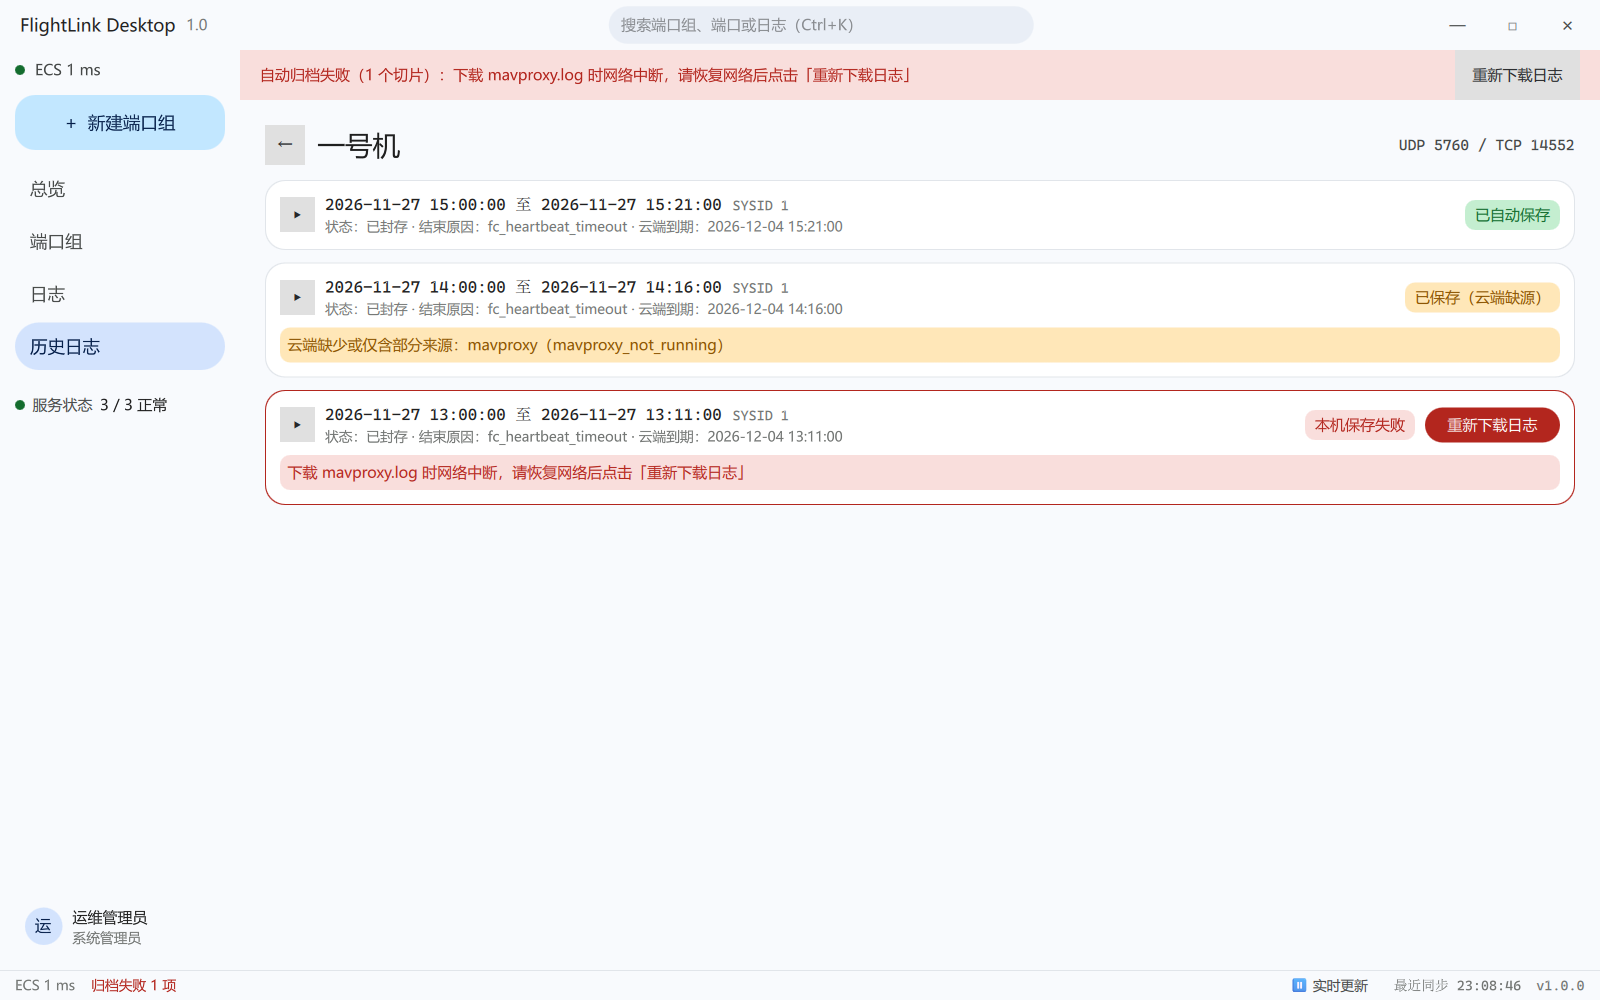 FlightLink Desktop 1.0
搜索端口组、端口或日志（Ctrl+K）
ECS 1 ms
+ 新建端口组
总览
端口组
日志
历史日志
服务状态 3 / 3 正常
自动归档失败（1 个切片）：下载 mavproxy.log 时网络中断，请恢复网络后点击「重新下载日志」
重新下载日志
← 一号机
UDP 5760 / TCP 14552
2026-11-27 15:00:00 至 2026-11-27 15:21:00 SYSID 1
状态：已封存 · 结束原因：fc_heartbeat_timeout · 云端到期：2026-12-04 15:21:00
已自动保存
2026-11-27 14:00:00 至 2026-11-27 14:16:00 SYSID 1
状态：已封存 · 结束原因：fc_heartbeat_timeout · 云端到期：2026-12-04 14:16:00
已保存（云端缺源）
云端缺少或仅含部分来源：mavproxy（mavproxy_not_running）
2026-11-27 13:00:00 至 2026-11-27 13:11:00 SYSID 1
状态：已封存 · 结束原因：fc_heartbeat_timeout · 云端到期：2026-12-04 13:11:00
本机保存失败
重新下载日志
下载 mavproxy.log 时网络中断，请恢复网络后点击「重新下载日志」
运
运维管理员
系统管理员
ECS 1 ms 归档失败 1 项
实时更新 最近同步 23:08:46 v1.0.0